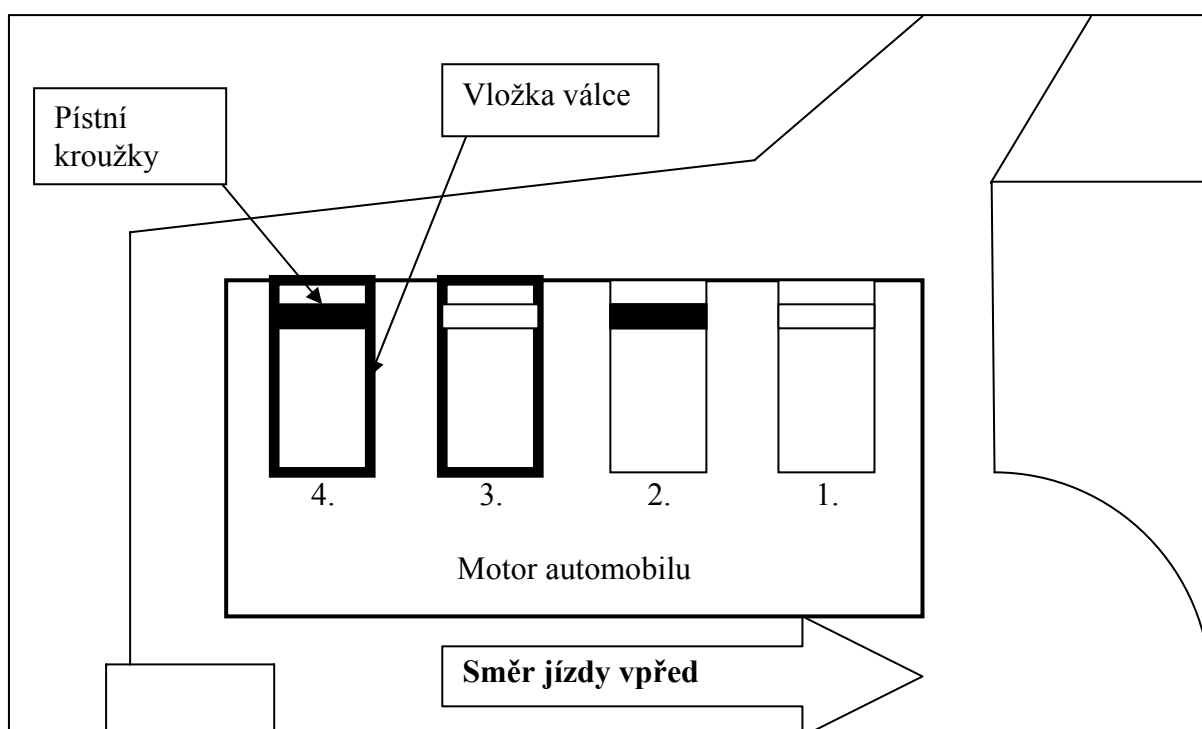 Pístní
kroužky
Vložka válce
4. 3. 2. 1.
Motor automobilu
Směr jízdy vpřed